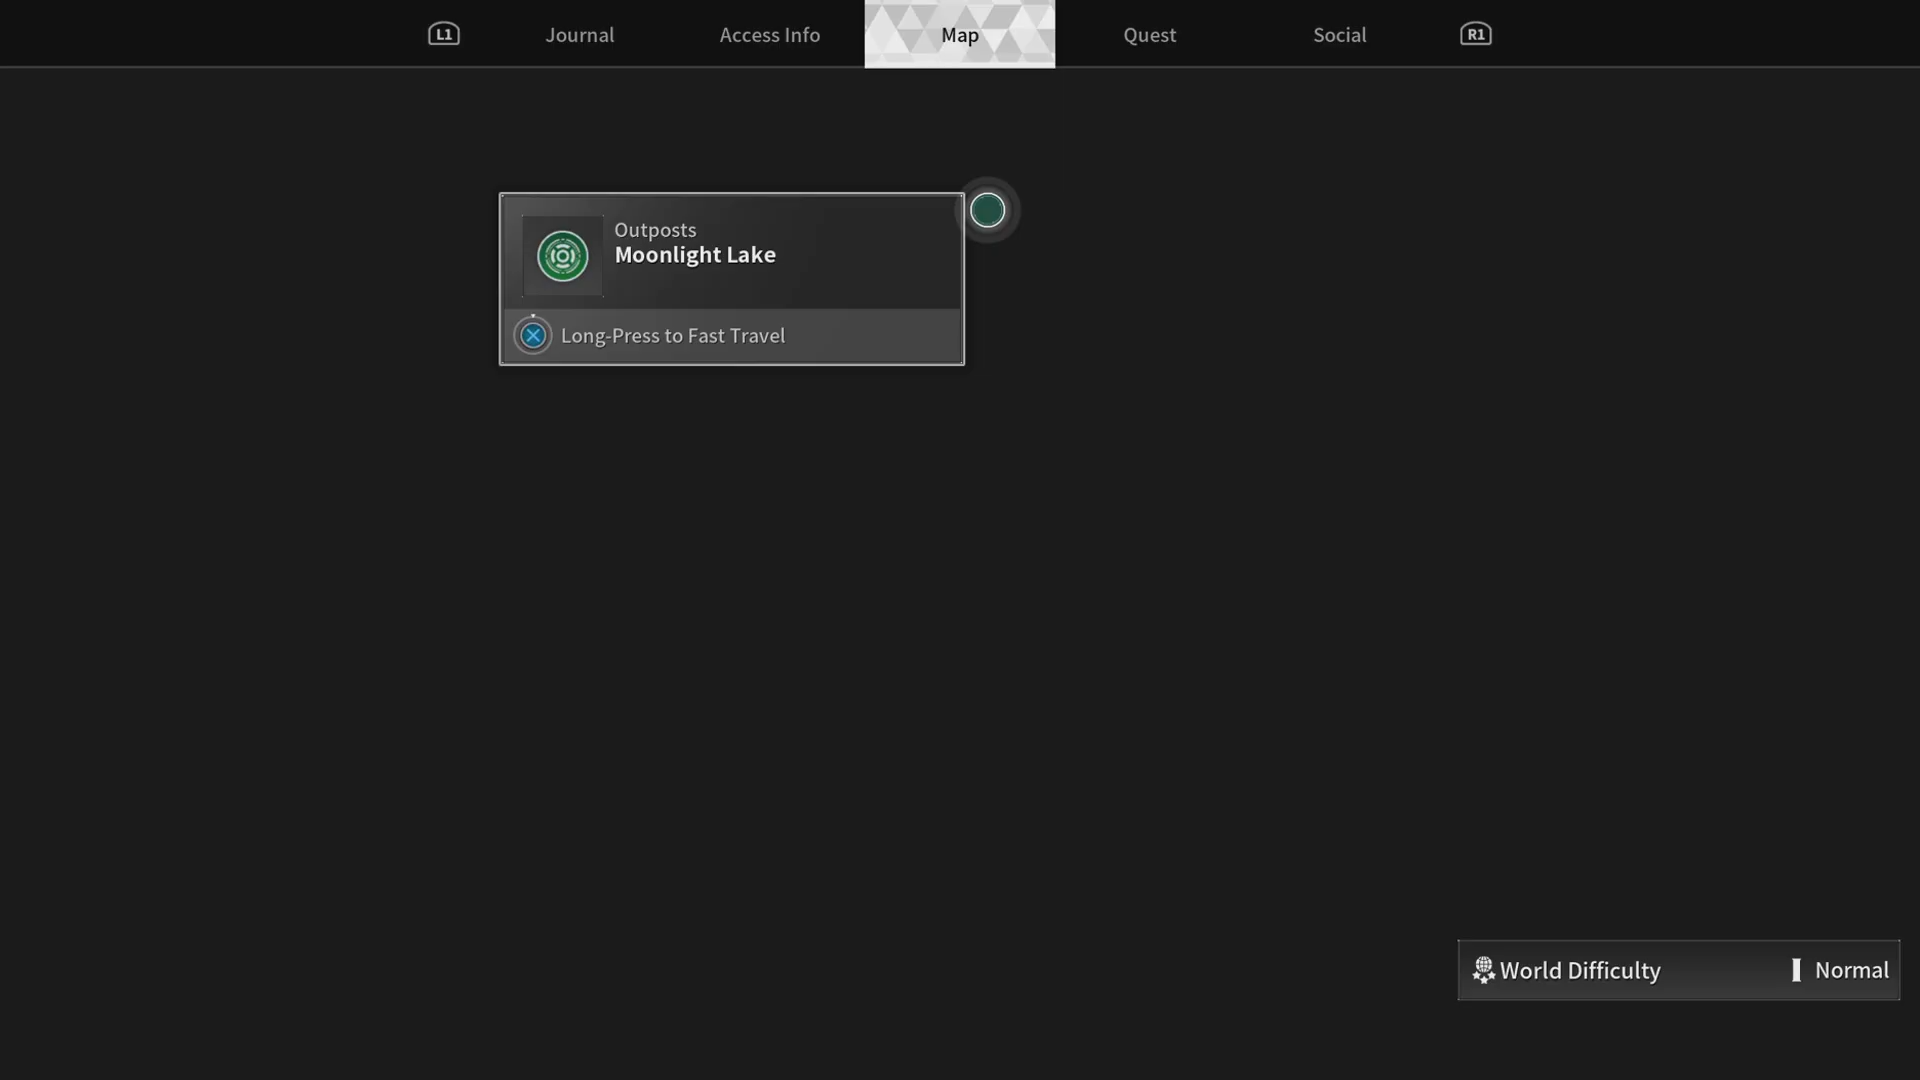 L1
Journal
Access Info
Map
Quest
Social
R1
Outposts
Moonlight Lake
Long-Press to Fast Travel
World Difficulty
Normal